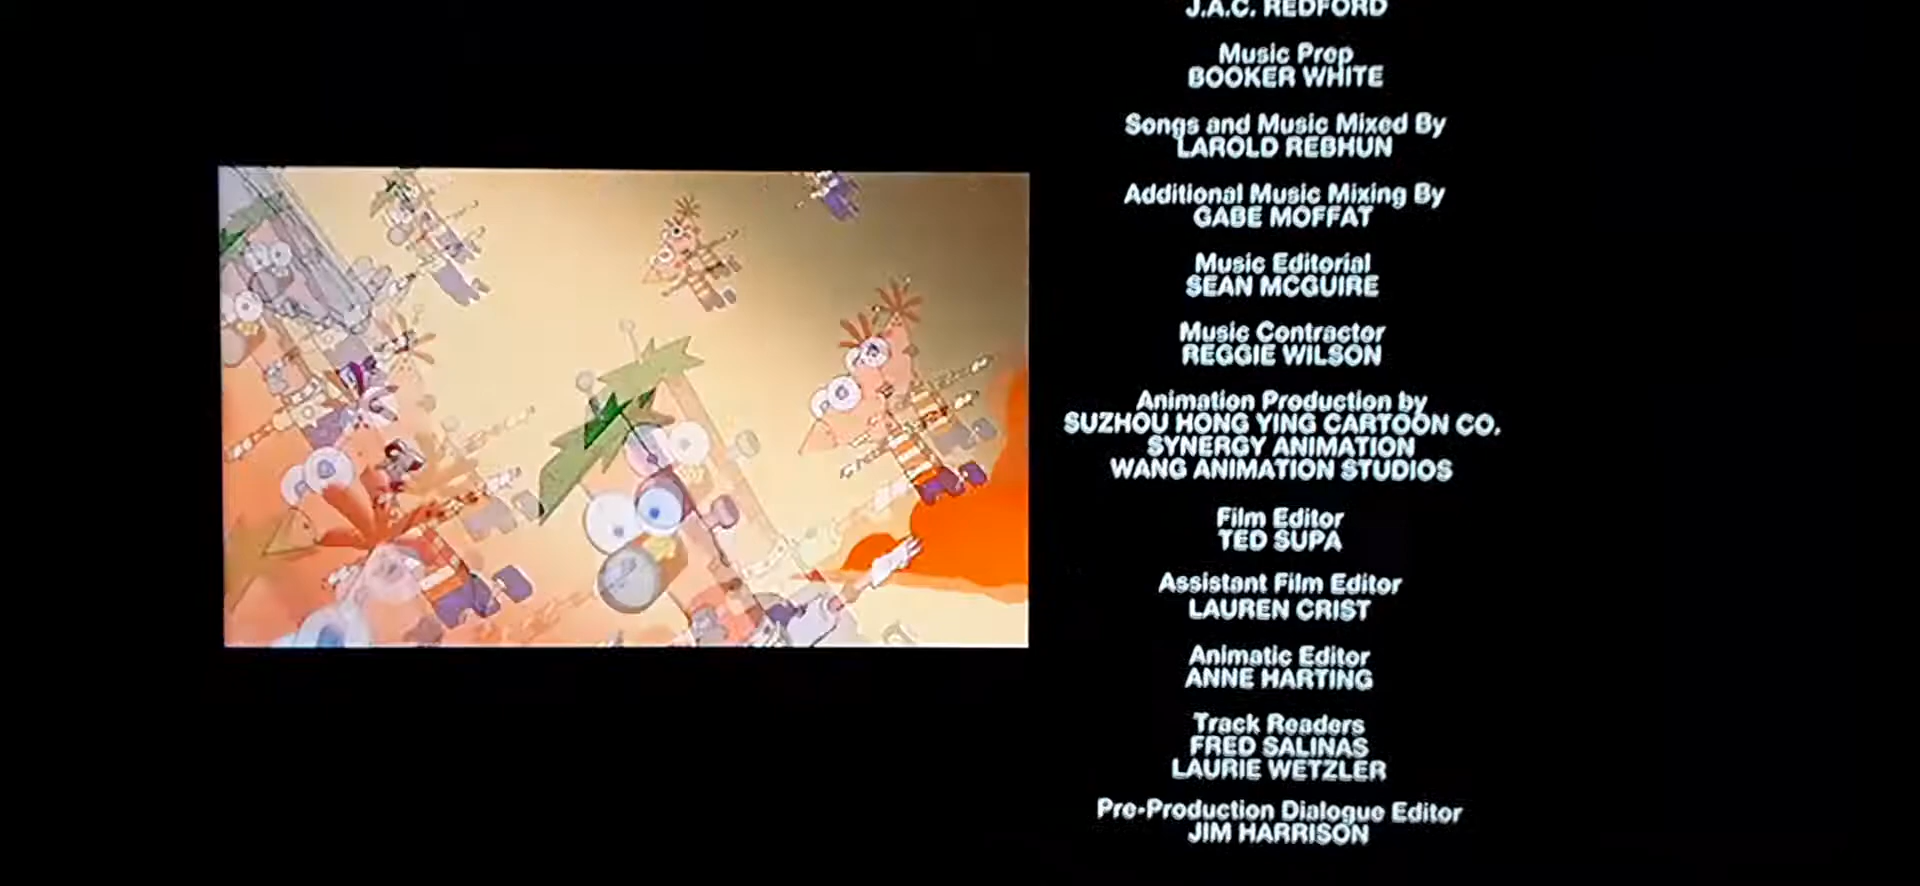 J.A.C. REDFORD
Music Prep
BOOKER WHITE
Songs and Music Mixed By
LAROLD REBHUN
Additional Music Mixing By
GABE MOFFAT
Music Editorial
SEAN MCGUIRE
Music Contractor
REGGIE WILSON
Animation Production by
SUZHOU HONG YING CARTOON CO.
SYNERGY ANIMATION
WANG ANIMATION STUDIOS
Film Editor
TED SUPA
Assistant Film Editor
LAUREN CRIST
Animatic Editor
ANNE HARTING
Track Readers
FRED SALINAS
LAURIE WETZLER
Pre-Production Dialogue Editor
JIM HARRISON